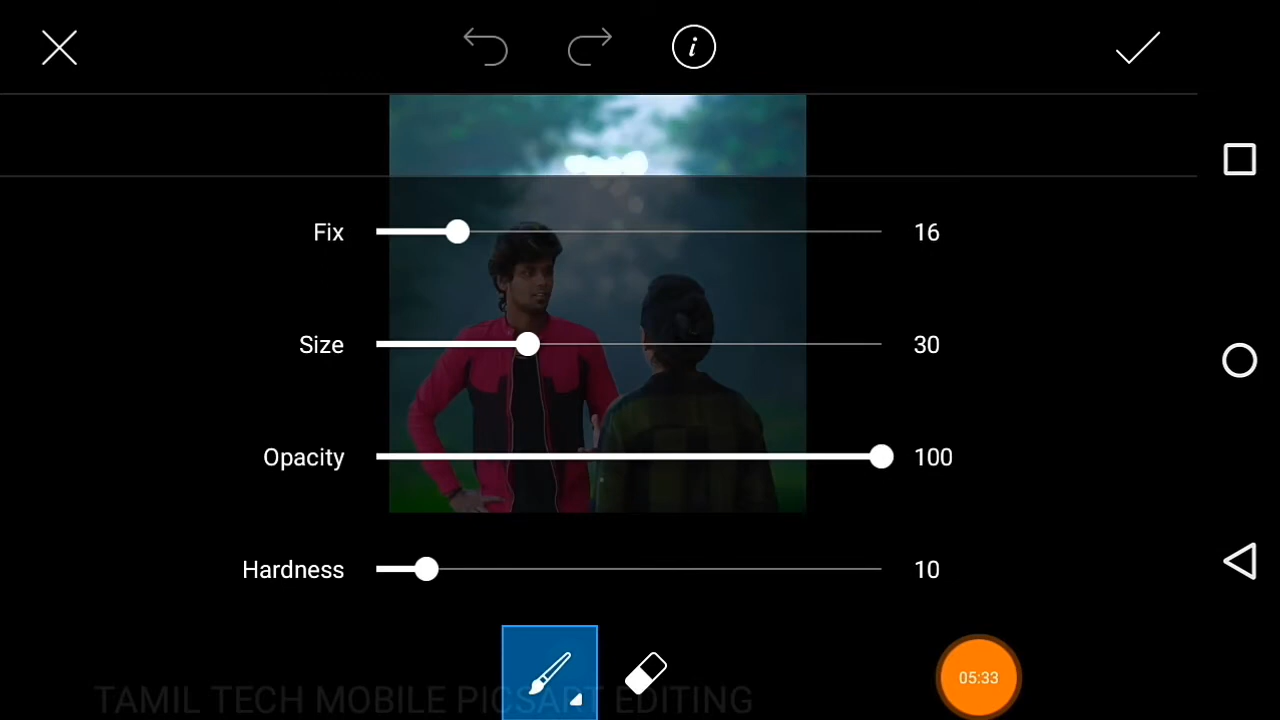 i
Fix 16
Size 30
Opacity 100
Hardness 10
05:33
TAMIL TECH MOBILE PICSART EDITING